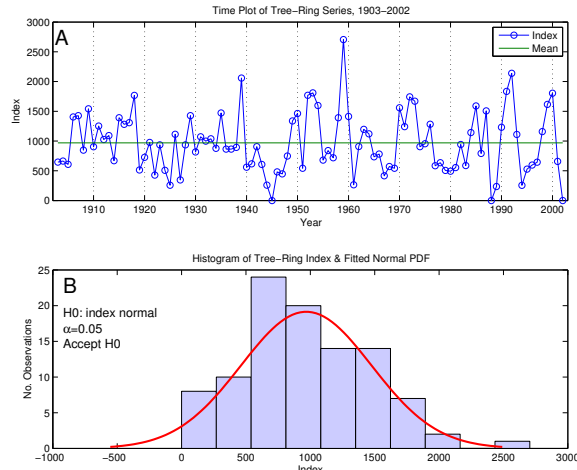 Time Plot of Tree-Ring Series, 1903-2002
A
Index
Mean
3000
2500
2000
1500
1000
500
0
Index
1910 1920 1930 1940 1950 1960 1970 1980 1990 2000
Year
Histogram of Tree-Ring Index & Fitted Normal PDF
B
H0: index normal
α=0.05
Accept H0
25
20
15
10
5
0
No. Observations
-1000 -500 0 500 1000 1500 2000 2500 3000
Index